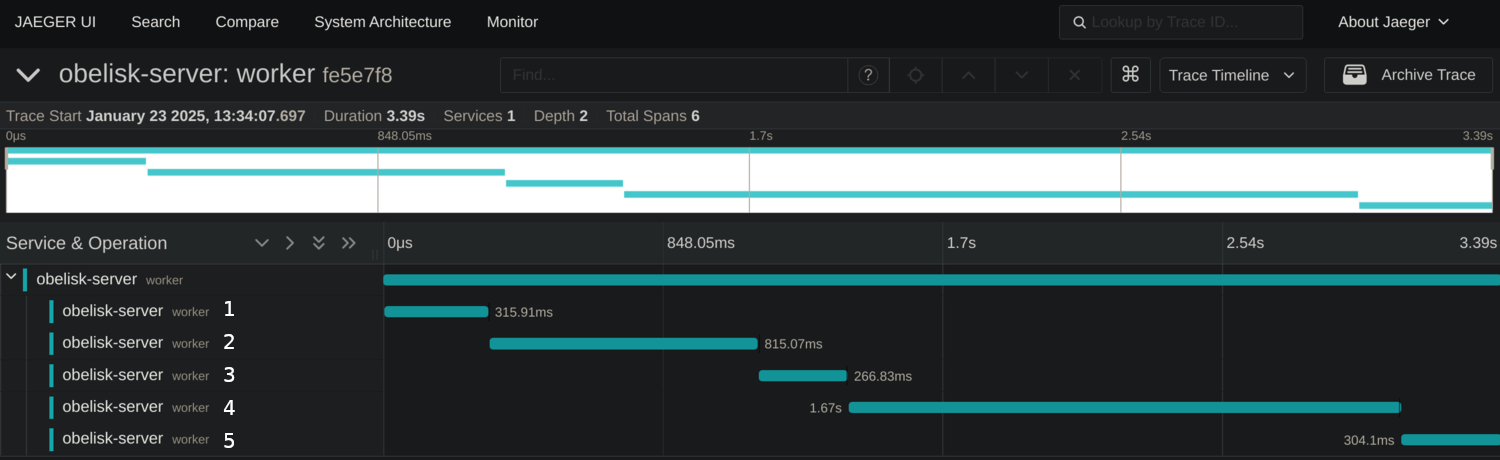 JAEGER UI Search Compare System Architecture Monitor Lookup by Trace ID... About Jaeger
obelisk-server: worker fe5e7f8 Find... ? ⌘ Trace Timeline Archive Trace
Trace Start January 23 2025, 13:34:07.697 Duration 3.39s Services 1 Depth 2 Total Spans 6
0μs 848.05ms 1.7s 2.54s 3.39s
Service & Operation 0μs 848.05ms 1.7s 2.54s 3.39s
obelisk-server worker
obelisk-server worker 1 315.91ms
obelisk-server worker 2 815.07ms
obelisk-server worker 3 266.83ms
obelisk-server worker 4 1.67s
obelisk-server worker 5 304.1ms